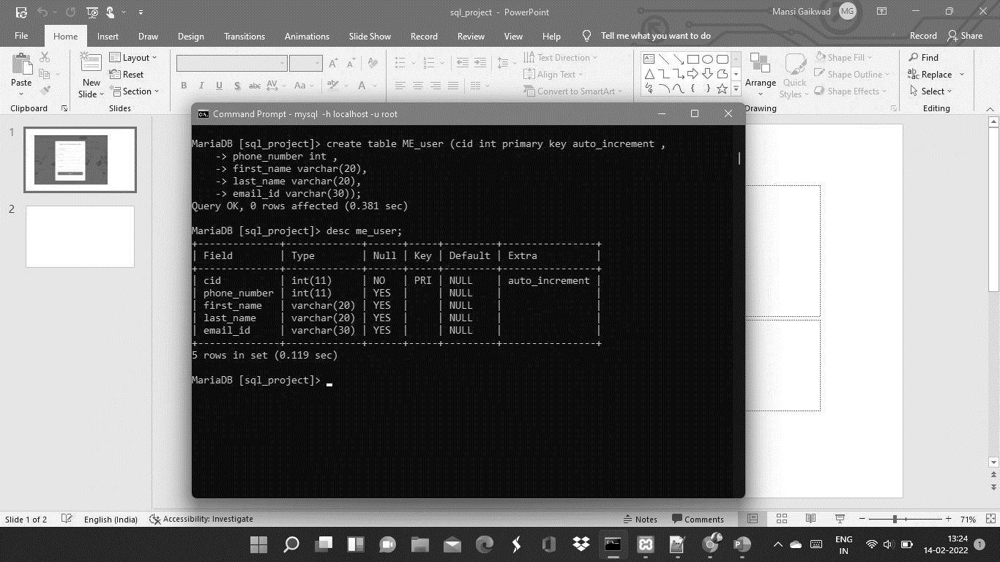 sql_project - PowerPoint
Mansi Gaikwad
MG
File
Home
Insert
Draw
Design
Transitions
Animations
Slide Show
Record
Review
View
Help
Tell me what you want to do
Record
Share
Paste
Clipboard
New
Slide
Layout
Reset
Section
Slides
B I U S abc AV Aa A
Text Direction
Align Text
Convert to SmartArt
Arrange
Quick
Styles
Shape Fill
Shape Outline
Shape Effects
Drawing
Find
Replace
Select
Editing
1
2
Command Prompt - mysql -h localhost -u root
MariaDB [sql_project]> create table ME_user (cid int primary key auto_increment ,
-> phone_number int ,
-> first_name varchar(20),
-> last_name varchar(20),
-> email_id varchar(30));
Query OK, 0 rows affected (0.381 sec)
MariaDB [sql_project]> desc me_user;
+--------------+-------------+------+-----+---------+----------------+
| Field        | Type        | Null | Key | Default | Extra          |
+--------------+-------------+------+-----+---------+----------------+
| cid          | int(11)     | NO   | PRI | NULL    | auto_increment |
| phone_number | int(11)     | YES  |     | NULL    |                |
| first_name   | varchar(20) | YES  |     | NULL    |                |
| last_name    | varchar(20) | YES  |     | NULL    |                |
| email_id     | varchar(30) | YES  |     | NULL    |                |
+--------------+-------------+------+-----+---------+----------------+
5 rows in set (0.119 sec)
MariaDB [sql_project]>
Slide 1 of 2
English (India)
Accessibility: Investigate
Notes
Comments
71%
ENG
IN
13:24
14-02-2022
1